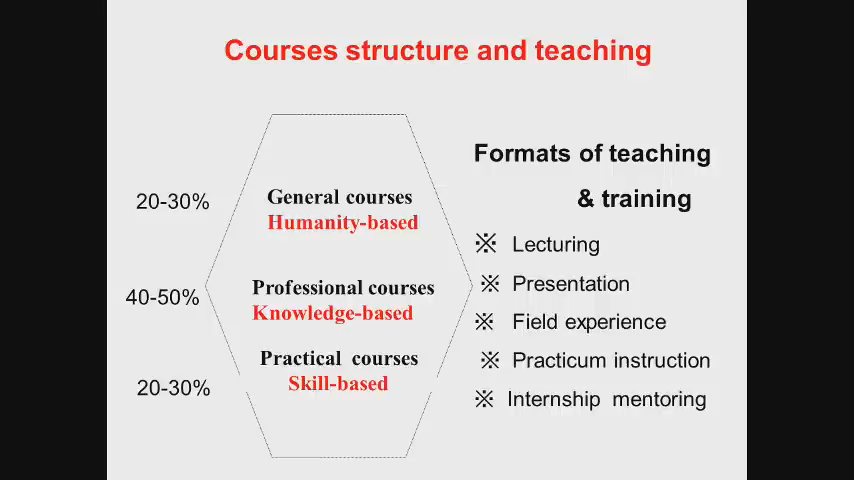 Courses structure and teaching
20-30%
General courses
Humanity-based
40-50%
Professional courses
Knowledge-based
20-30%
Practical courses
Skill-based
Formats of teaching
& training
※ Lecturing
※ Presentation
※ Field experience
※ Practicum instruction
※ Internship mentoring